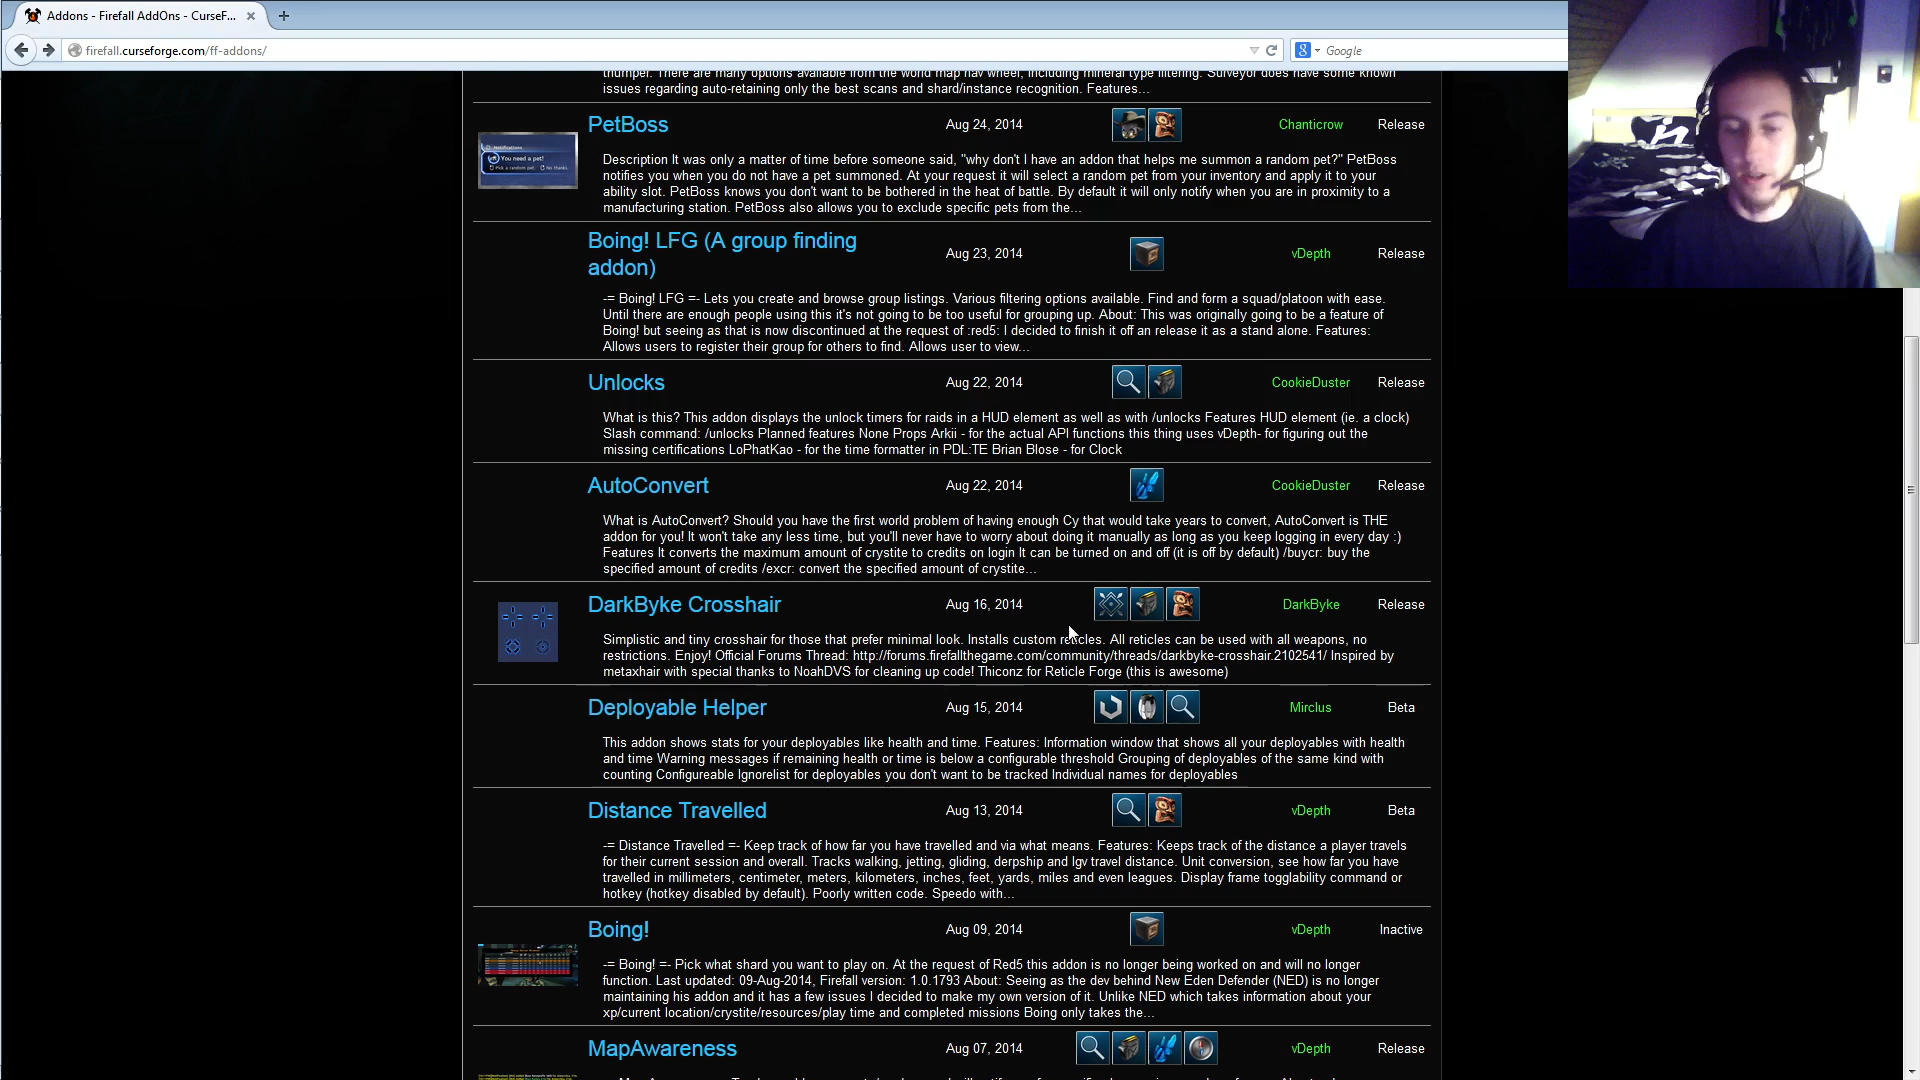 Addons - Firefall AddOns - CurseF...
firefall.curseforge.com/ff-addons/
Google
thumper. There are many options available from the world map nav wheel, including mineral type filtering. Surveyor does have some known
issues regarding auto-retaining only the best scans and shard/instance recognition. Features...
PetBoss Aug 24, 2014 Chanticrow Release
Notifications
You need a pet!
Pick a random pet. No thanks.
Description It was only a matter of time before someone said, "why don't I have an addon that helps me summon a random pet?" PetBoss
notifies you when you do not have a pet summoned. At your request it will select a random pet from your inventory and apply it to your
ability slot. PetBoss knows you don't want to be bothered in the heat of battle. By default it will only notify when you are in proximity to a
manufacturing station. PetBoss also allows you to exclude specific pets from the...
Boing! LFG (A group finding
addon) Aug 23, 2014 vDepth Release
-= Boing! LFG =- Lets you create and browse group listings. Various filtering options available. Find and form a squad/platoon with ease.
Until there are enough people using this it's not going to be too useful for grouping up. About: This was originally going to be a feature of
Boing! but seeing as that is now discontinued at the request of :red5: I decided to finish it off an release it as a stand alone. Features:
Allows users to register their group for others to find. Allows user to view...
Unlocks Aug 22, 2014 CookieDuster Release
What is this? This addon displays the unlock timers for raids in a HUD element as well as with /unlocks Features HUD element (ie. a clock)
Slash command: /unlocks Planned features None Props Arkii - for the actual API functions this thing uses vDepth- for figuring out the
missing certifications LoPhatKao - for the time formatter in PDL:TE Brian Blose - for Clock
AutoConvert Aug 22, 2014 CookieDuster Release
What is AutoConvert? Should you have the first world problem of having enough Cy that would take years to convert, AutoConvert is THE
addon for you! It won't take any less time, but you'll never have to worry about doing it manually as long as you keep logging in every day :)
Features It converts the maximum amount of crystite to credits on login It can be turned on and off (it is off by default) /buycr: buy the
specified amount of credits /excr: convert the specified amount of crystite...
DarkByke Crosshair Aug 16, 2014 DarkByke Release
Simplistic and tiny crosshair for those that prefer minimal look. Installs custom reticles. All reticles can be used with all weapons, no
restrictions. Enjoy! Official Forums Thread: http://forums.firefallthegame.com/community/threads/darkbyke-crosshair.2102541/ Inspired by
metaxhair with special thanks to NoahDVS for cleaning up code! Thiconz for Reticle Forge (this is awesome)
Deployable Helper Aug 15, 2014 Mirclus Beta
This addon shows stats for your deployables like health and time. Features: Information window that shows all your deployables with health
and time Warning messages if remaining health or time is below a configurable threshold Grouping of deployables of the same kind with
counting Configureable Ignorelist for deployables you don't want to be tracked Individual names for deployables
Distance Travelled Aug 13, 2014 vDepth Beta
-= Distance Travelled =- Keep track of how far you have travelled and via what means. Features: Keeps track of the distance a player travels
for their current session and overall. Tracks walking, jetting, gliding, derpship and lgv travel distance. Unit conversion, see how far you have
travelled in millimeters, centimeter, meters, kilometers, inches, feet, yards, miles and even leagues. Display frame togglability command or
hotkey (hotkey disabled by default). Poorly written code. Speedo with...
Boing! Aug 09, 2014 vDepth Inactive
-= Boing! =- Pick what shard you want to play on. At the request of Red5 this addon is no longer being worked on and will no longer
function. Last updated: 09-Aug-2014, Firefall version: 1.0.1793 About: Seeing as the dev behind New Eden Defender (NED) is no longer
maintaining his addon and it has a few issues I decided to make my own version of it. Unlike NED which takes information about your
xp/current location/crystite/resources/play time and completed missions Boing only takes the...
MapAwareness Aug 07, 2014 vDepth Release